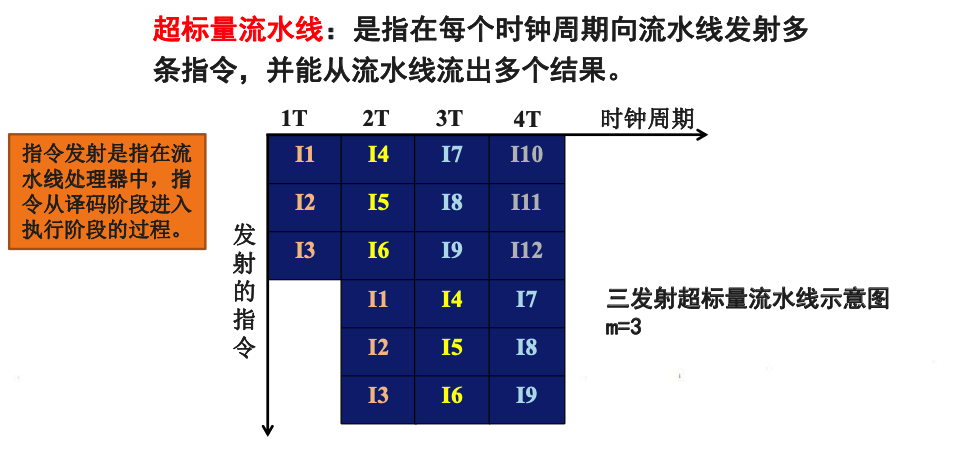 超标量流水线：是指在每个时钟周期向流水线发射多
条指令，并能从流水线流出多个结果。
1T 2T 3T 4T 时钟周期
指令发射是指在流
水线处理器中，指
令从译码阶段进入
执行阶段的过程。
发射的指令
I1 I4 I7 I10
I2 I5 I8 I11
I3 I6 I9 I12
I1 I4 I7
I2 I5 I8
I3 I6 I9
三发射超标量流水线示意图
m=3